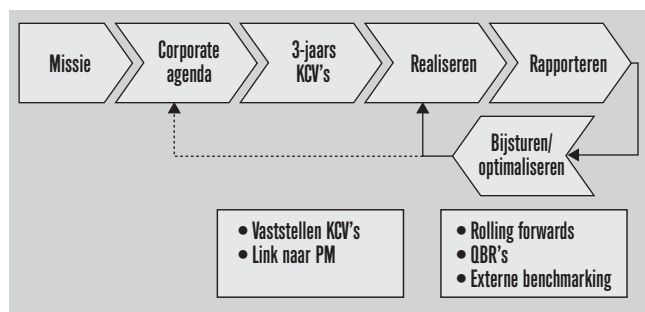 Missie
Corporate
agenda
3-jaars
KCV's
Realiseren
Rapporteren
Bijsturen/
optimaliseren
• Vaststellen KCV's
• Link naar PM
• Rolling forwards
• QBR's
• Externe benchmarking